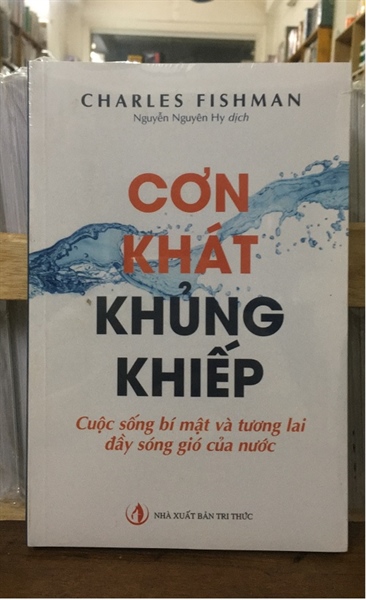 CHARLES FISHMAN
Nguyễn Nguyên Hy dịch
CƠN
KHÁT
KHỦNG
KHIẾP
Cuộc sống bí mật và tương lai
đầy sóng gió của nước
NHÀ XUẤT BẢN TRI THỨC